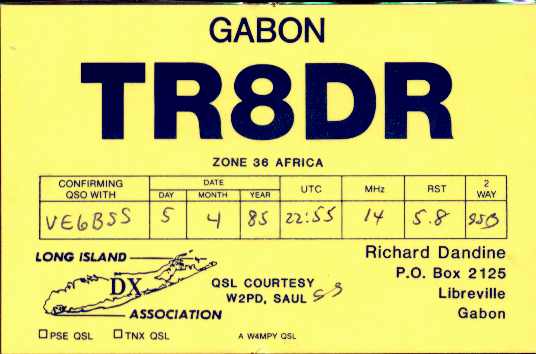 GABON
TR8DR
ZONE 36 AFRICA
CONFIRMING QSO WITH DATE DAY MONTH YEAR UTC MHz RST 2 WAY
VE6BSS 5 4 85 22:55 14 5.8 SSB
LONG ISLAND
DX
ASSOCIATION
QSL COURTESY
W2PD, SAUL
Richard Dandine
P.O. Box 2125
Libreville
Gabon
PSE QSL TNX QSL A W4MPY QSL